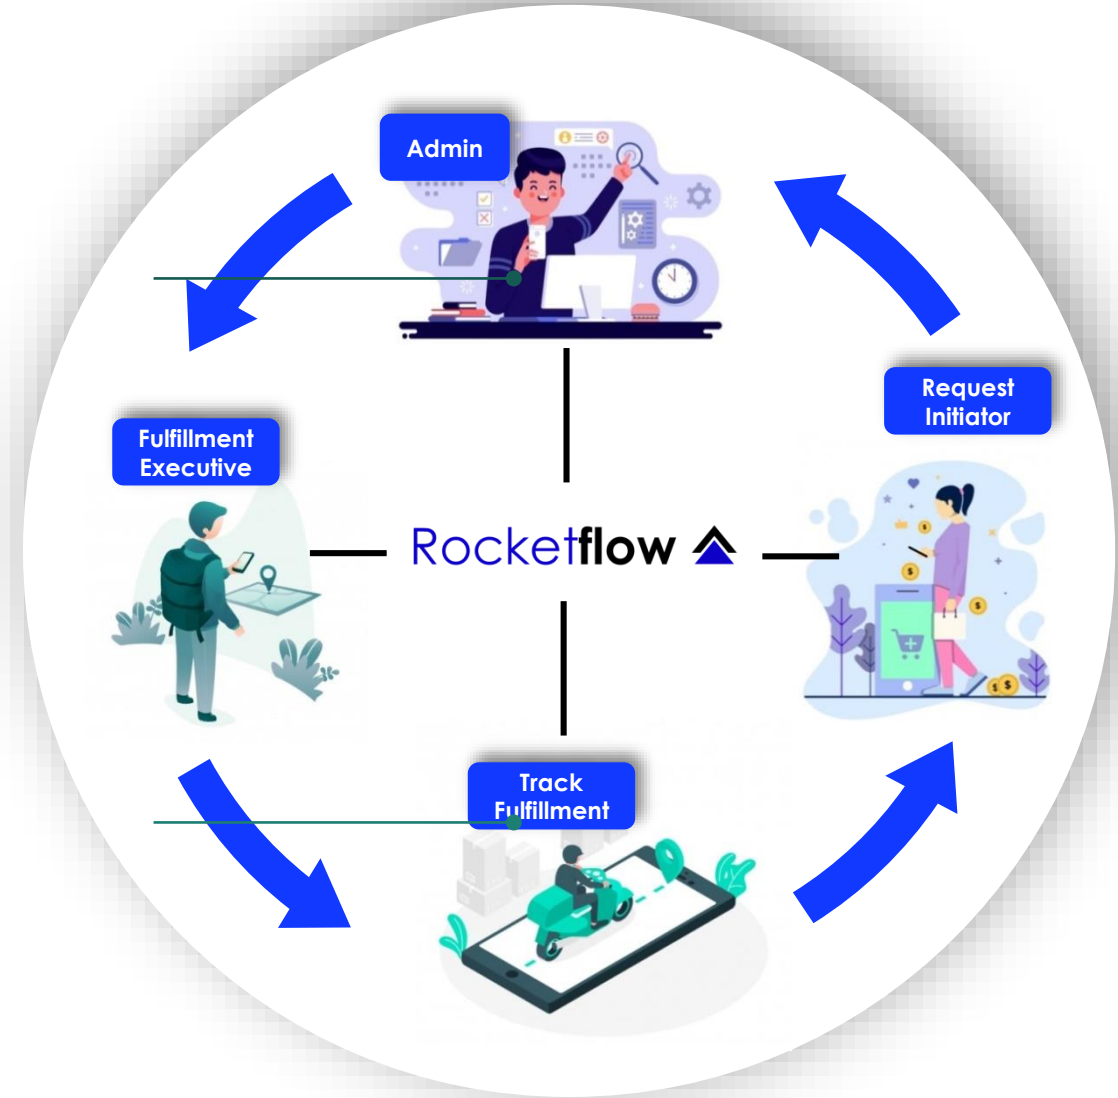 Admin
Request
Initiator
Fulfillment
Executive
Rocketflow
Track
Fulfillment